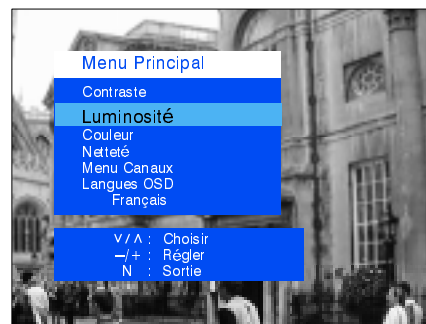 Menu Principal
Contraste
Luminosité
Couleur
Netteté
Menu Canaux
Langues OSD
Français
∨/∧ : Choisir
–/+ : Régler
N : Sortie